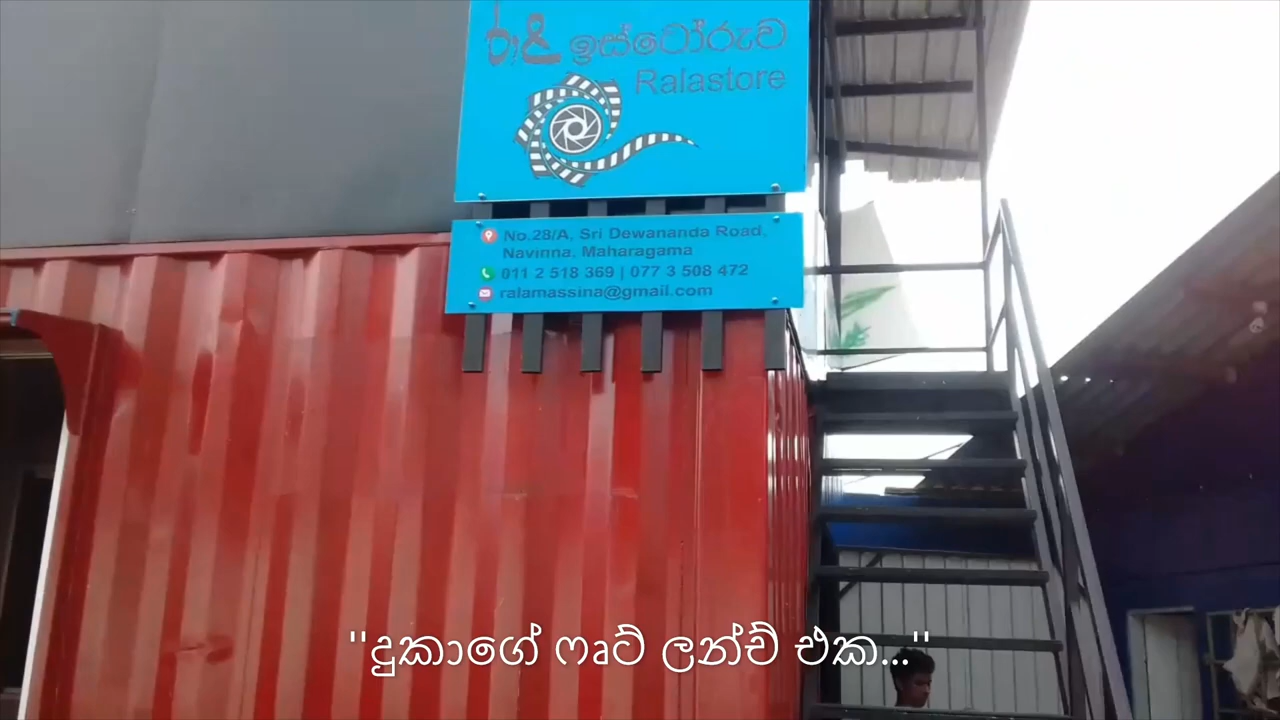 රැළ ඉස්ටෝරුව
Ralastore
No.28/A, Sri Dewananda Road,
Navinna, Maharagama
011 2 518 369 | 077 3 508 472
ralamassina@gmail.com
"දුකාගේ ෆෘට් ලන්ච් එක..."